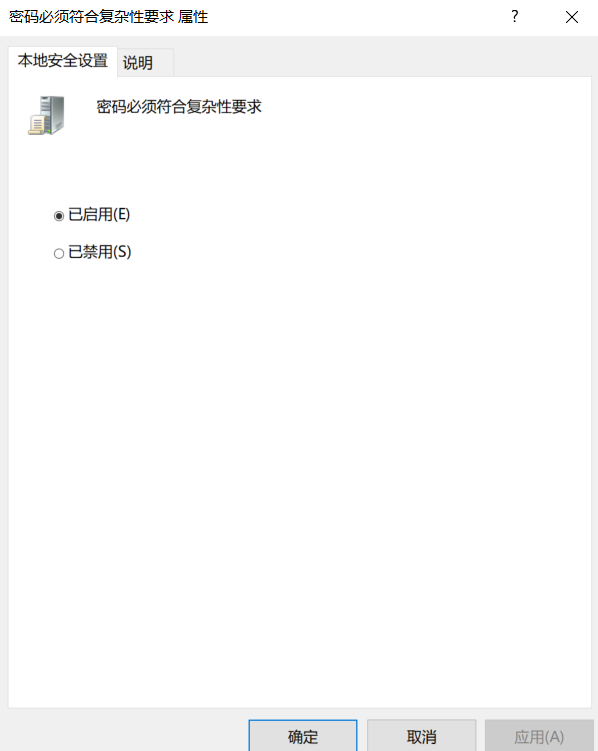 密码必须符合复杂性要求 属性
?
本地安全设置 说明
密码必须符合复杂性要求
已启用(E)
已禁用(S)
确定 取消 应用(A)